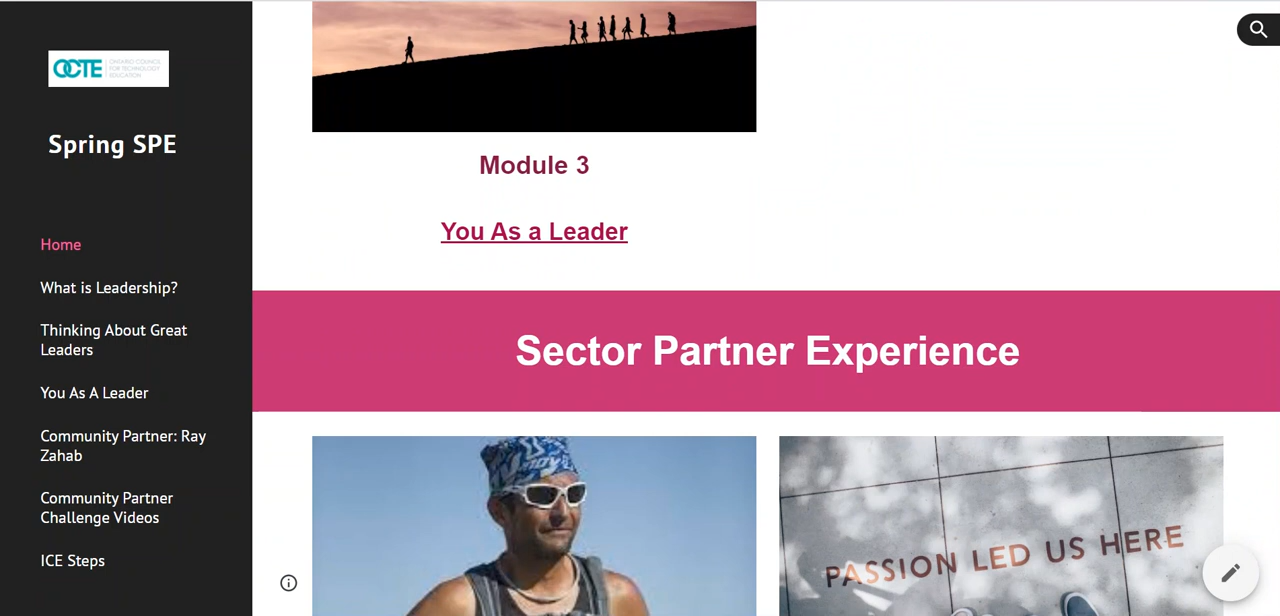 OCTE
ONTARIO COUNCIL
FOR TECHNOLOGY
EDUCATION
Spring SPE
Home
What is Leadership?
Thinking About Great
Leaders
You As A Leader
Community Partner: Ray
Zahab
Community Partner
Challenge Videos
ICE Steps
Module 3
You As a Leader
Sector Partner Experience
PASSION LED US HERE